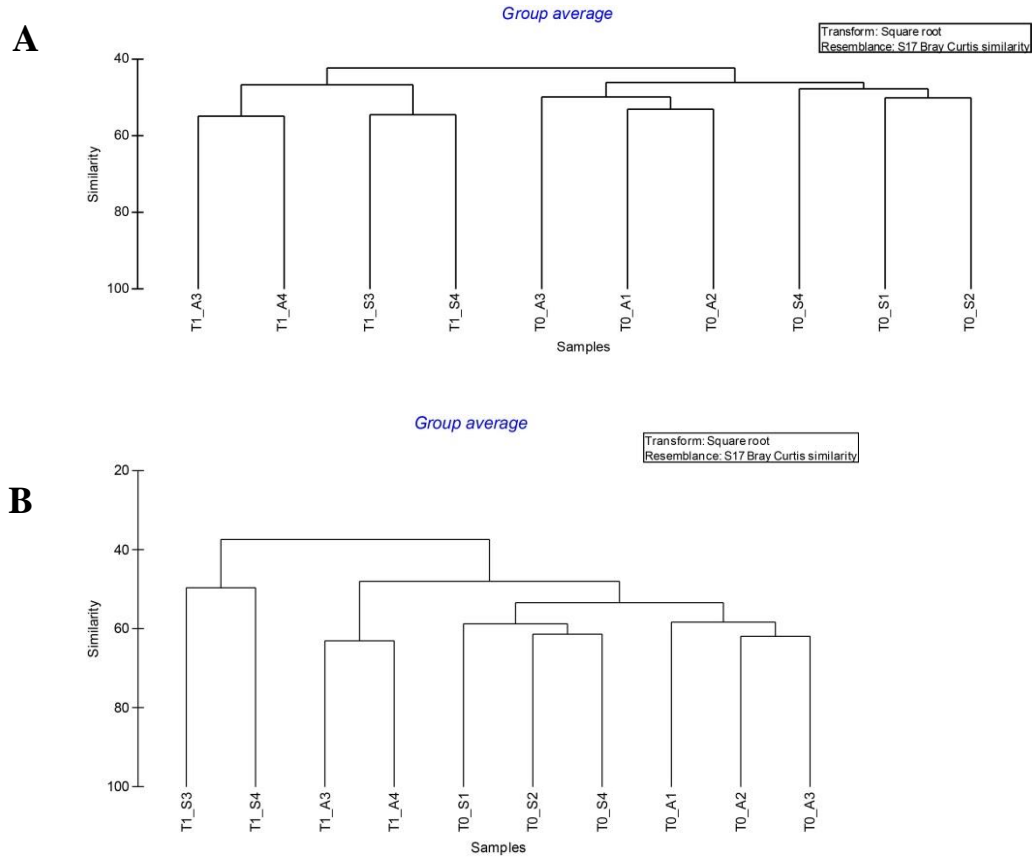 A
Group average
Transform: Square root
Resemblance: S17 Bray Curtis similarity
40
60
80
100
Similarity
T1_A3
T1_A4
T1_S3
T1_S4
T0_A3
T0_A1
T0_A2
T0_S4
T0_S1
T0_S2
Samples
B
Group average
Transform: Square root
Resemblance: S17 Bray Curtis similarity
20
40
60
80
100
Similarity
T1_S3
T1_S4
T1_A3
T1_A4
T0_S1
T0_S2
T0_S4
T0_A1
T0_A2
T0_A3
Samples